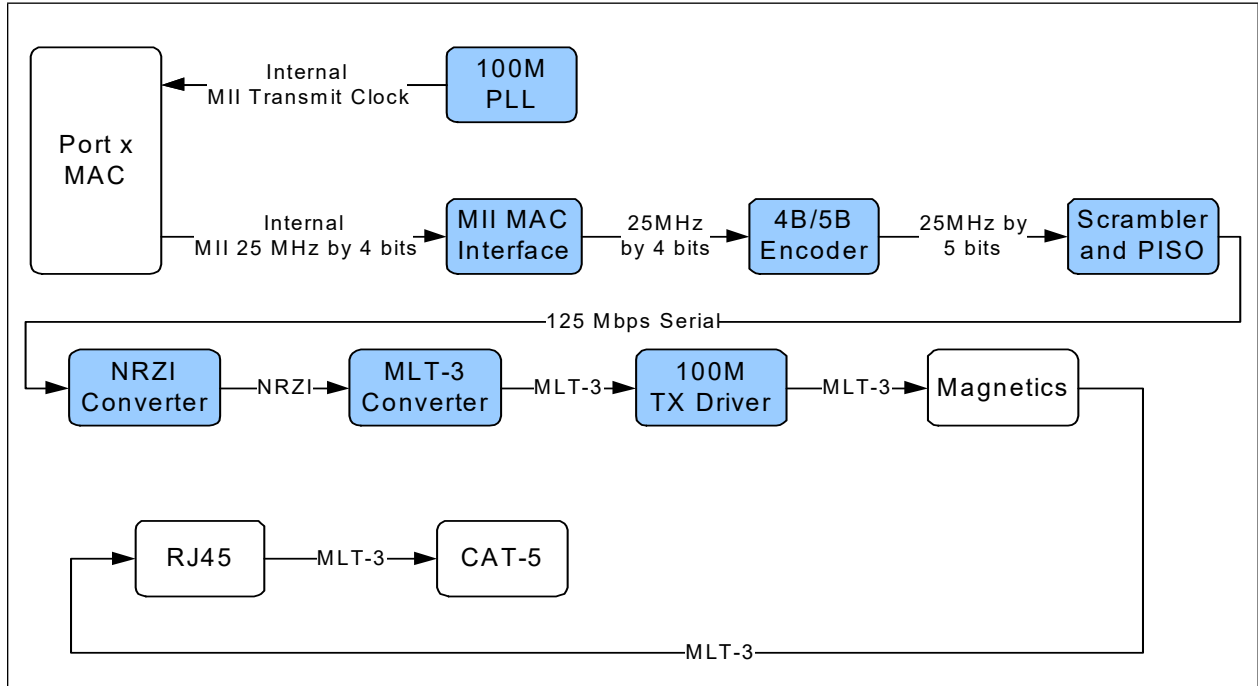 Internal
MII Transmit Clock
100M
PLL
Port x
MAC
Internal
MII 25 MHz by 4 bits
MII MAC
Interface
25MHz
by 4 bits
4B/5B
Encoder
25MHz by
5 bits
Scrambler
and PISO
125 Mbps Serial
NRZI
Converter
NRZI
MLT-3
Converter
MLT-3
100M
TX Driver
MLT-3
Magnetics
RJ45
MLT-3
CAT-5
MLT-3